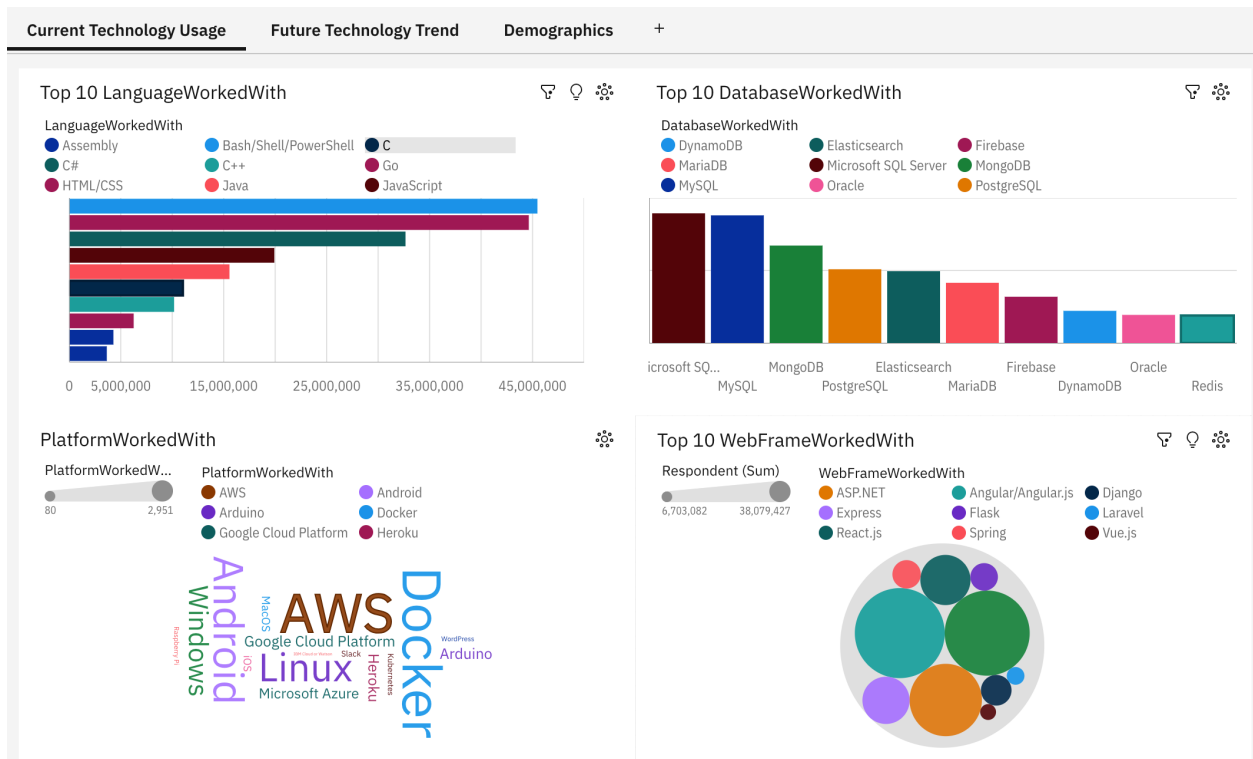 Current Technology Usage Future Technology Trend Demographics +
Top 10 LanguageWorkedWith
LanguageWorkedWith
Assembly Bash/Shell/PowerShell C
C# C++ Go
HTML/CSS Java JavaScript
0 5,000,000 15,000,000 25,000,000 35,000,000 45,000,000
Top 10 DatabaseWorkedWith
DatabaseWorkedWith
DynamoDB Elasticsearch Firebase
MariaDB Microsoft SQL Server MongoDB
MySQL Oracle PostgreSQL
icrosoft SQ... MongoDB Elasticsearch Firebase Oracle
MySQL PostgreSQL MariaDB DynamoDB Redis
PlatformWorkedWith
PlatformWorkedW...
80 2,951
PlatformWorkedWith
AWS Android
Arduino Docker
Google Cloud Platform Heroku
Android
Windows
Raspberry Pi
MacOS
AWS
Google Cloud Platform
iOS
IBM Cloud or Watson
Slack
Linux
Microsoft Azure
Heroku
Kubernetes
Docker
WordPress
Arduino
Top 10 WebFrameWorkedWith
Respondent (Sum)
6,703,082 38,079,427
WebFrameWorkedWith
ASP.NET Angular/Angular.js Django
Express Flask Laravel
React.js Spring Vue.js